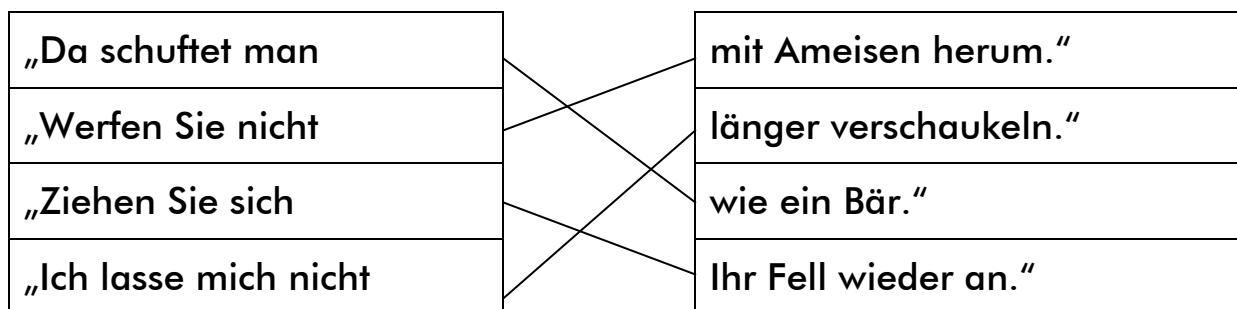 „Da schuftet man
mit Ameisen herum.“
„Werfen Sie nicht
länger verschaukeln.“
„Ziehen Sie sich
wie ein Bär.“
„Ich lasse mich nicht
Ihr Fell wieder an.“